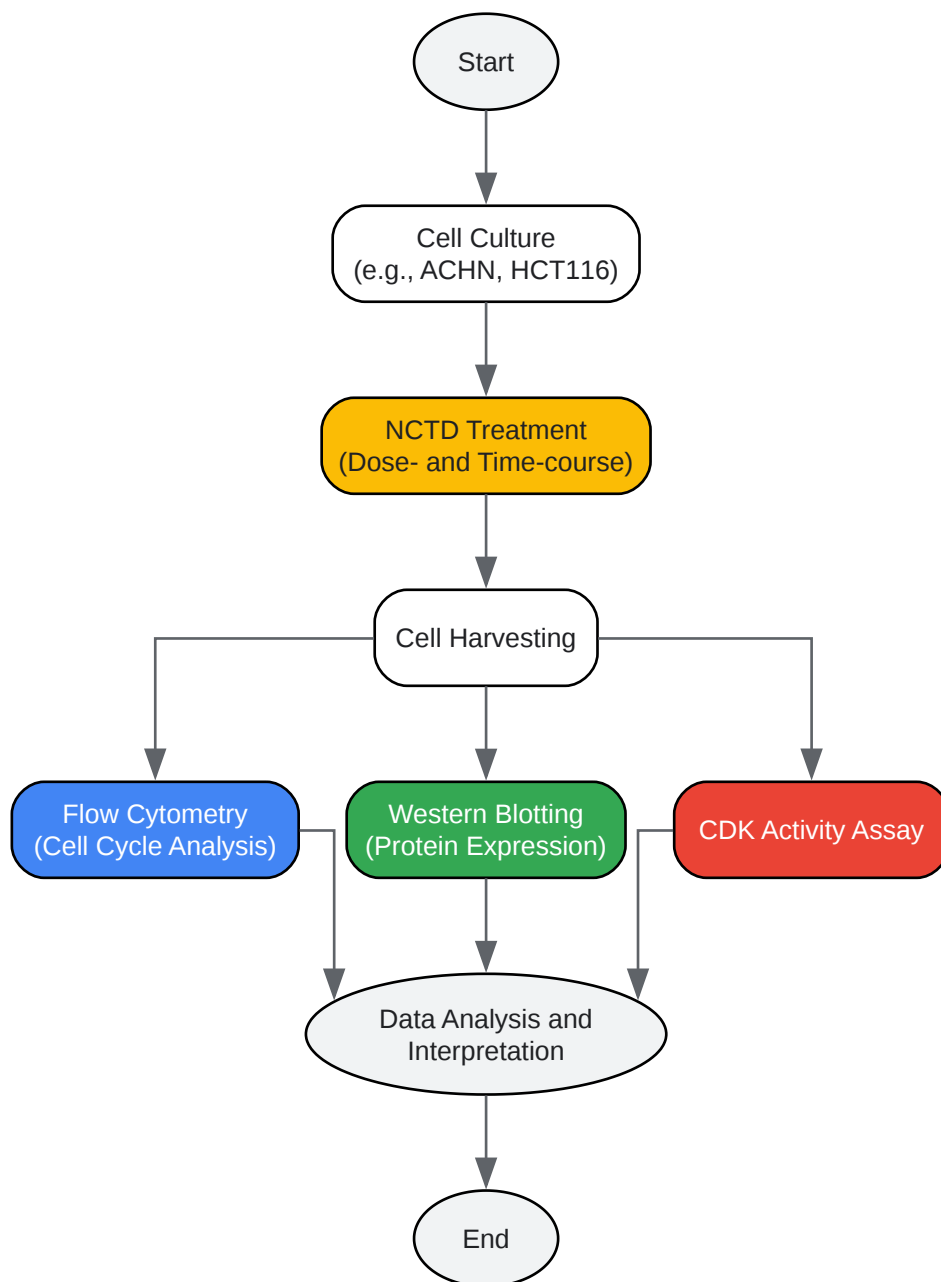 Start
Cell Culture
(e.g., ACHN, HCT116)
NCTD Treatment
(Dose- and Time-course)
Cell Harvesting
Flow Cytometry
(Cell Cycle Analysis)
Western Blotting
(Protein Expression)
CDK Activity Assay
Data Analysis and
Interpretation
End